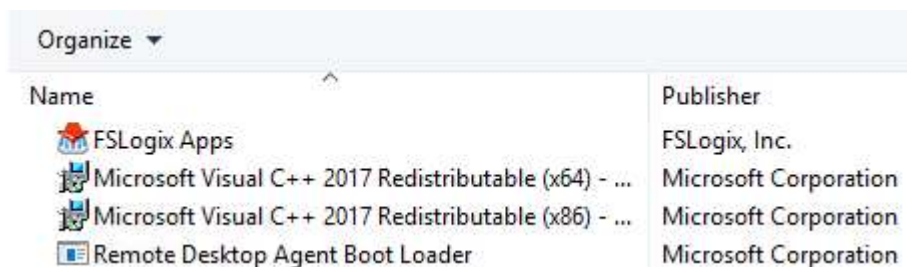 Organize
Name Publisher
FSLogix Apps FSLogix, Inc.
Microsoft Visual C++ 2017 Redistributable (x64) - ... Microsoft Corporation
Microsoft Visual C++ 2017 Redistributable (x86) - ... Microsoft Corporation
Remote Desktop Agent Boot Loader Microsoft Corporation